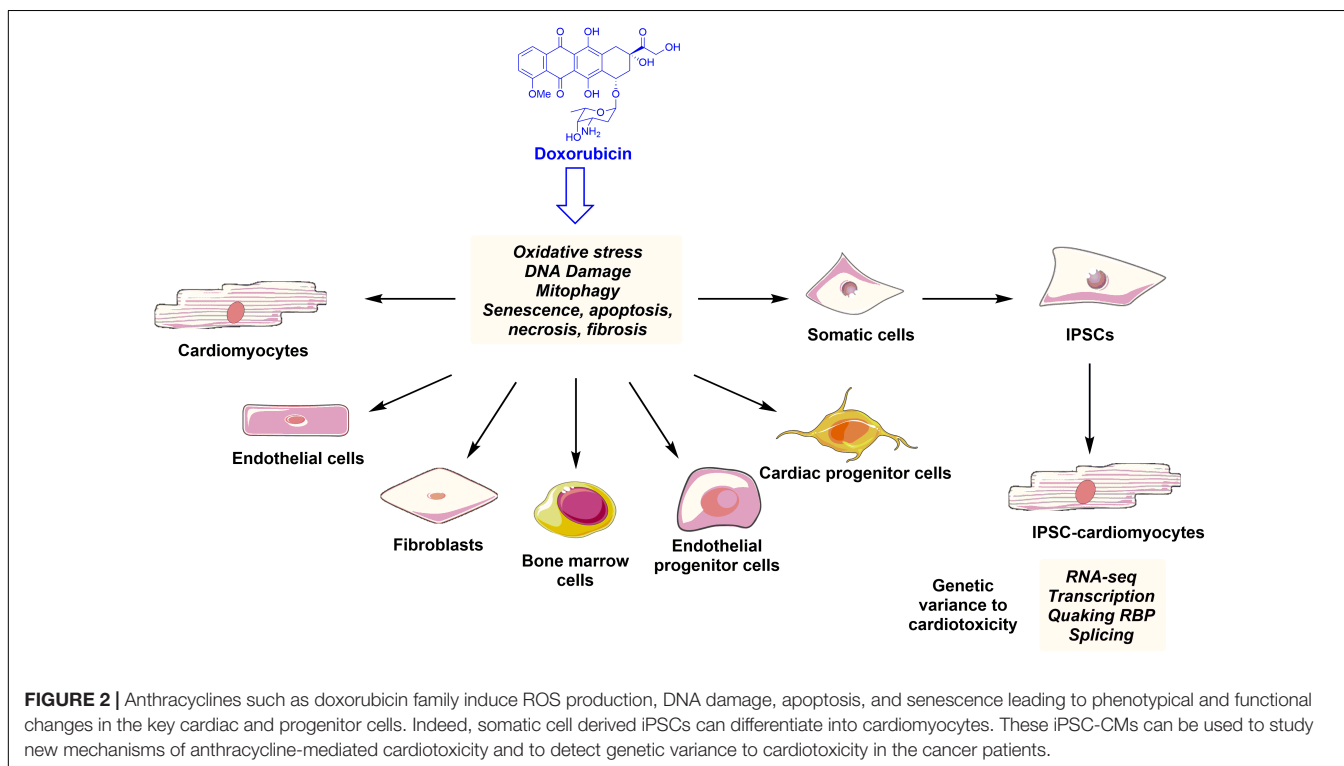 O
OH
O
OH
OH
OMe
O
OH
O
O
HO
NH2
Doxorubicin
Oxidative stress
DNA Damage
Mitophagy
Senescence, apoptosis,
necrosis, fibrosis
Cardiomyocytes
Somatic cells
IPSCs
Endothelial cells
Fibroblasts
Bone marrow
cells
Endothelial
progenitor cells
Cardiac progenitor cells
IPSC-cardiomyocytes
Genetic
variance to
cardiotoxicity
RNA-seq
Transcription
Quaking RBP
Splicing
FIGURE 2 | Anthracyclines such as doxorubicin family induce ROS production, DNA damage, apoptosis, and senescence leading to phenotypical and functional
changes in the key cardiac and progenitor cells. Indeed, somatic cell derived iPSCs can differentiate into cardiomyocytes. These iPSC-CMs can be used to study
new mechanisms of anthracycline-mediated cardiotoxicity and to detect genetic variance to cardiotoxicity in the cancer patients.